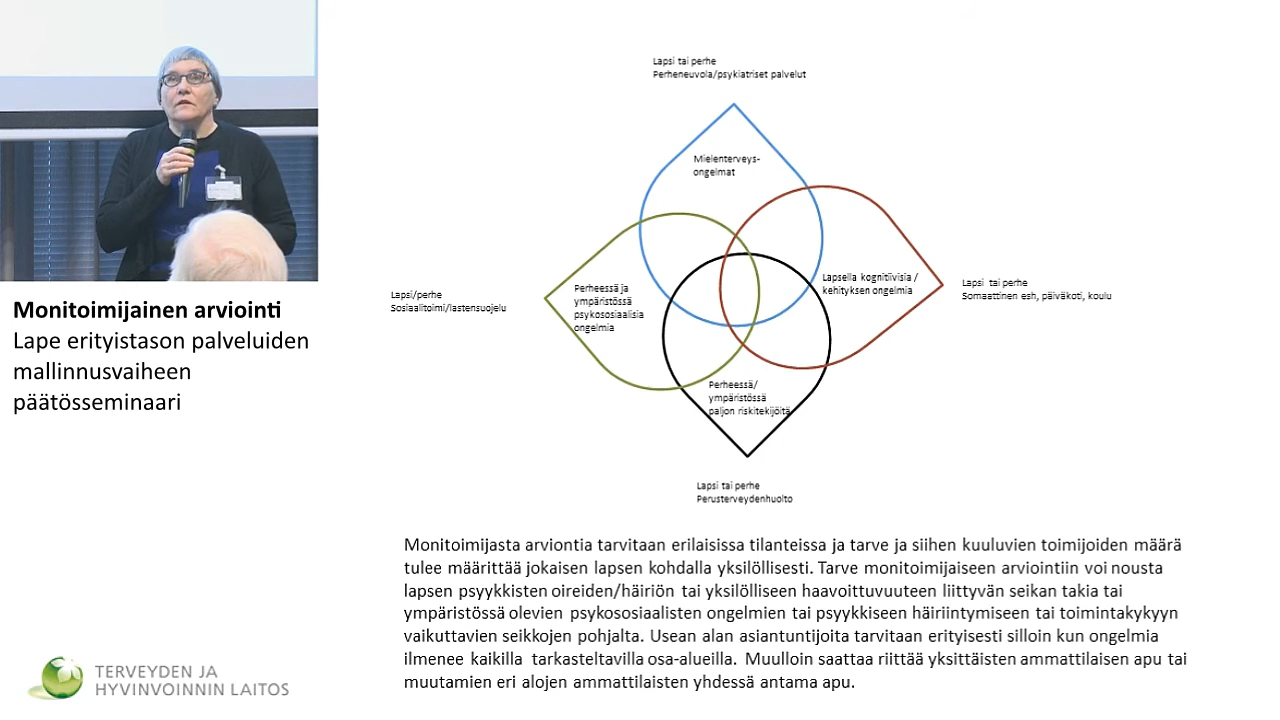 Lapsi tai perhe
Perheneuvola/psykiatriset palvelut
Mielenterveys-
ongelmat
Lapsella kognitiivisia /
kehityksen ongelmia
Lapsi tai perhe
Somaattinen esh, päiväkoti, koulu
Lapsi/perhe
Sosiaalitoimi/lastensuojelu
Perheessä ja
ympäristössä
psykososiaalisia
ongelmia
Perheessä/
ympäristössä
paljon riskitekijöitä
Lapsi tai perhe
Perusterveydenhuolto
Monitoimijainen arviointi
Lape erityistason palveluiden
mallinnusvaiheen
päätösseminaari
Monitoimijasta arviontia tarvitaan erilaisissa tilanteissa ja tarve ja siihen kuuluvien toimijoiden määrä
tulee määrittää jokaisen lapsen kohdalla yksilöllisesti. Tarve monitoimijaiseen arviointiin voi nousta
lapsen psyykkisten oireiden/häiriön tai yksilölliseen haavoittuvuuteen liittyvän seikan takia tai
ympäristössä olevien psykososiaalisten ongelmien tai psyykkiseen häiriintymiseen tai toimintakykyyn
vaikuttavien seikkojen pohjalta. Usean alan asiantuntijoita tarvitaan erityisesti silloin kun ongelmia
ilmenee kaikilla tarkasteltavilla osa-alueilla. Muulloin saattaa riittää yksittäisten ammattilaisen apu tai
muutamien eri alojen ammattilaisten yhdessä antama apu.
TERVEYDEN JA
HYVINVOINNIN LAITOS